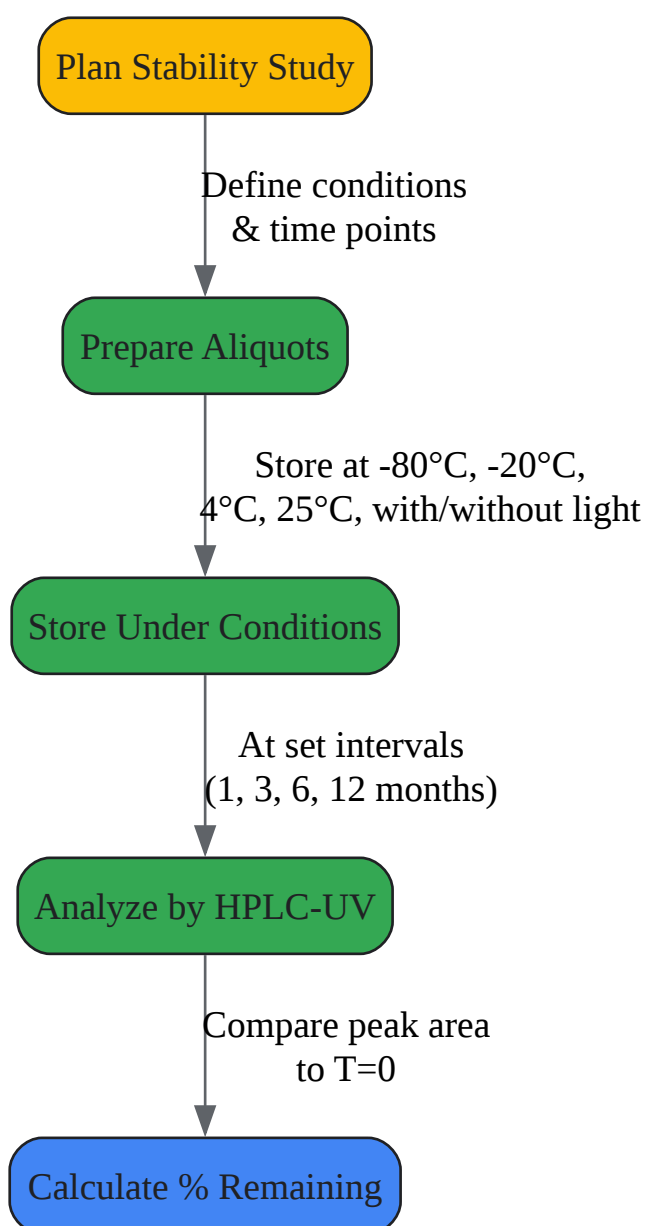 Plan Stability Study
Define conditions
& time points
Prepare Aliquots
Store at -80°C, -20°C,
4°C, 25°C, with/without light
Store Under Conditions
At set intervals
(1, 3, 6, 12 months)
Analyze by HPLC-UV
Compare peak area
to T=0
Calculate % Remaining